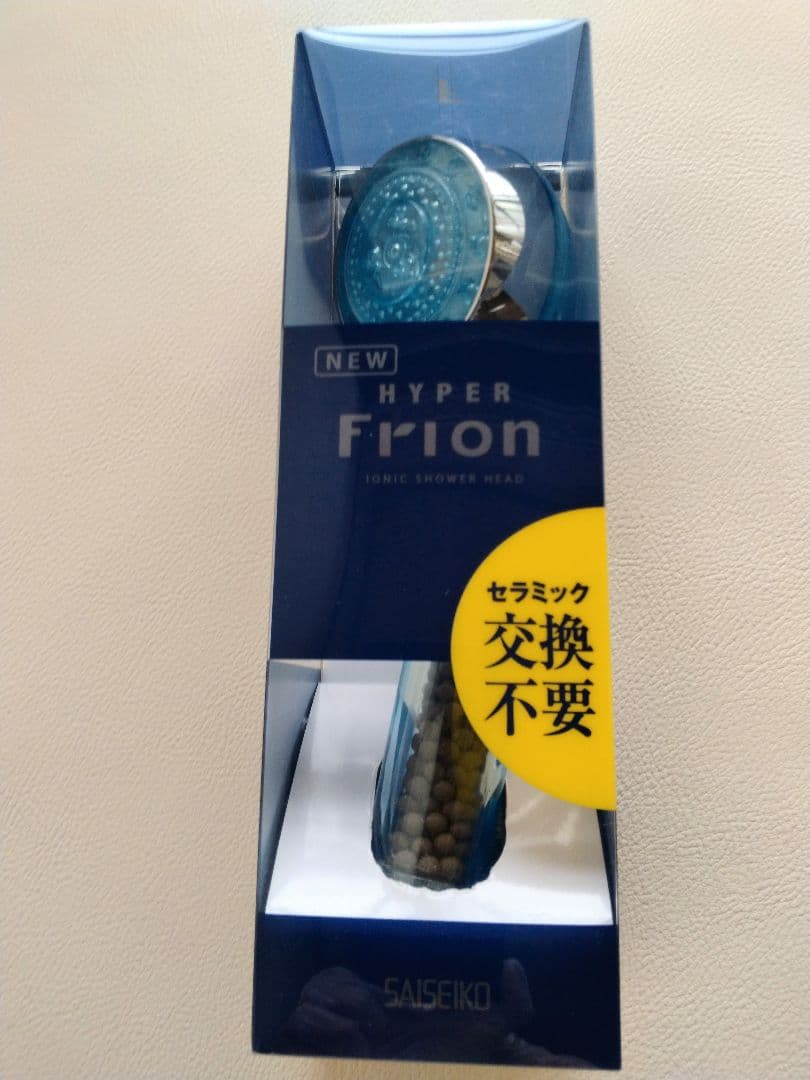 L
NEW
HYPER
Frion
IONIC SHOWER HEAD
セラミック
交換
不要
SAISEIKO